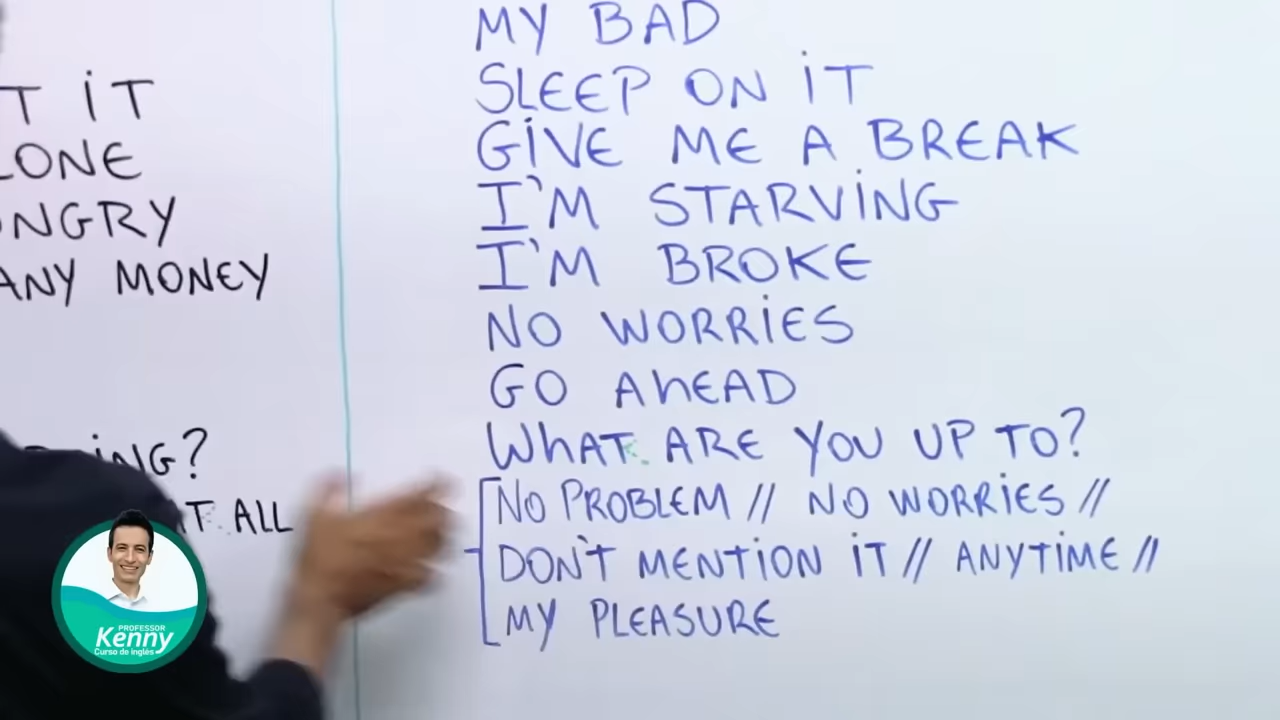 T IT
LONE
NGRY
ANY MONEY
ING?
T ALL
MY BAD
SLEEP ON IT
GIVE ME A BREAK
I'M STARVING
I'M BROKE
NO WORRIES
GO AHEAD
WHAT ARE YOU UP TO?
NO PROBLEM // NO WORRIES //
DON'T MENTION IT // ANYTIME //
MY PLEASURE
PROFESSOR
Kenny
Curso de inglês